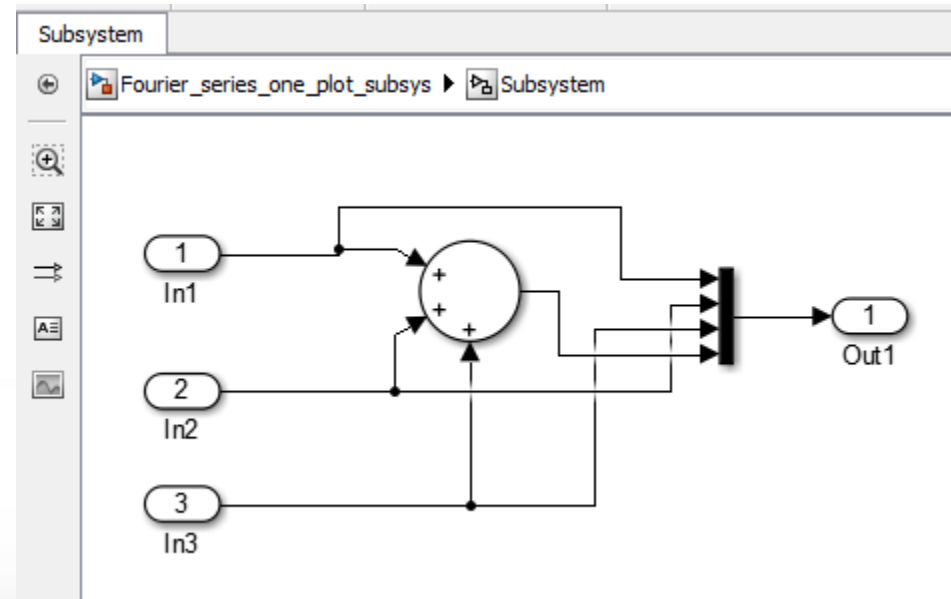 Subsystem
Fourier_series_one_plot_subsys Subsystem
1
In1
+
+
+
1
Out1
2
In2
3
In3
A